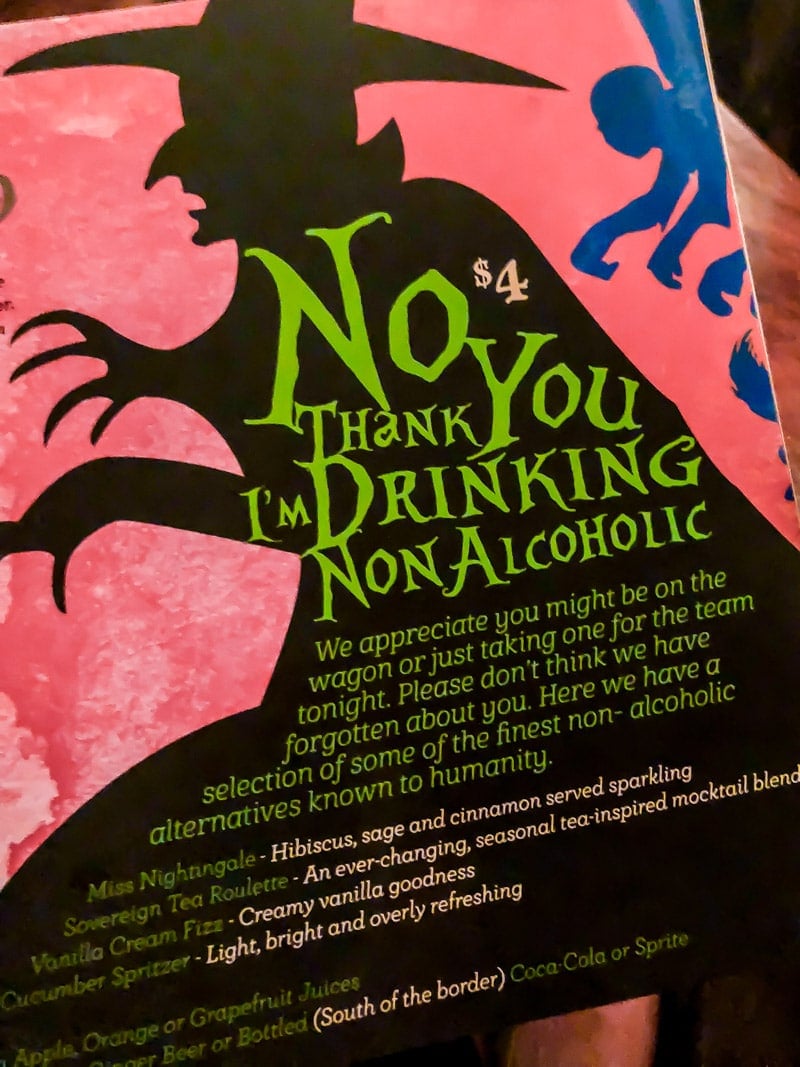 $4
No
Thank You
I'm Drinking
Non Alcoholic
We appreciate you might be on the
wagon or just taking one for the team
tonight. Please don't think we have
forgotten about you. Here we have a
selection of some of the finest non- alcoholic
alternatives known to humanity.
Miss Nightingale - Hibiscus, sage and cinnamon served sparkling
Sovereign Tea Roulette - An ever-changing, seasonal tea-inspired mocktail blend
Vanilla Cream Fizz - Creamy vanilla goodness
Cucumber Spritzer - Light, bright and overly refreshing
Apple, Orange or Grapefruit Juices
Beer or Bottled (South of the border) Coca-Cola or Sprite